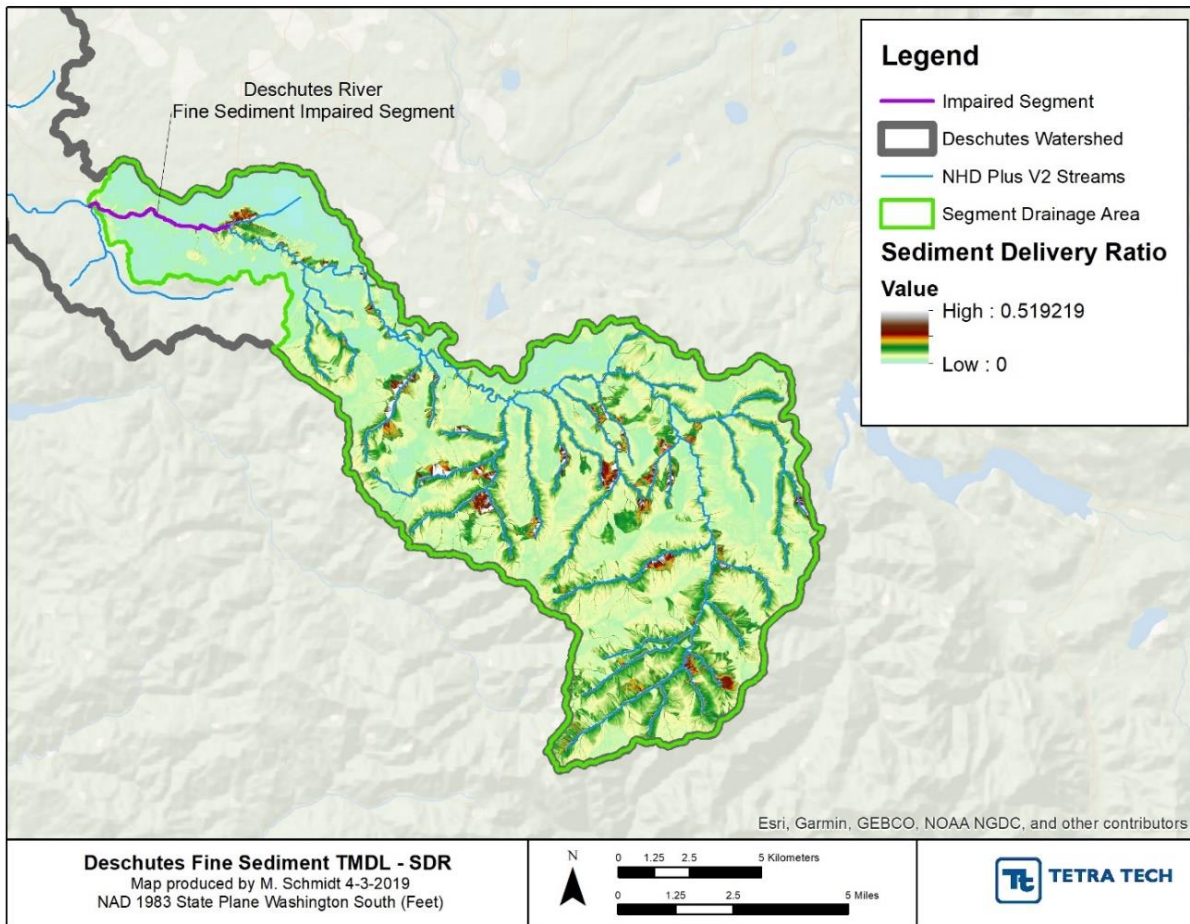 Deschutes River
Fine Sediment Impaired Segment
Legend
Impaired Segment
Deschutes Watershed
NHD Plus V2 Streams
Segment Drainage Area
Sediment Delivery Ratio
Value
High : 0.519219
Low : 0
Esri, Garmin, GEBCO, NOAA NGDC, and other contributors
Deschutes Fine Sediment TMDL - SDR
Map produced by M. Schmidt 4-3-2019
NAD 1983 State Plane Washington South (Feet)
N
0 1.25 2.5 5 Kilometers
0 1.25 2.5 5 Miles
Tt TETRA TECH